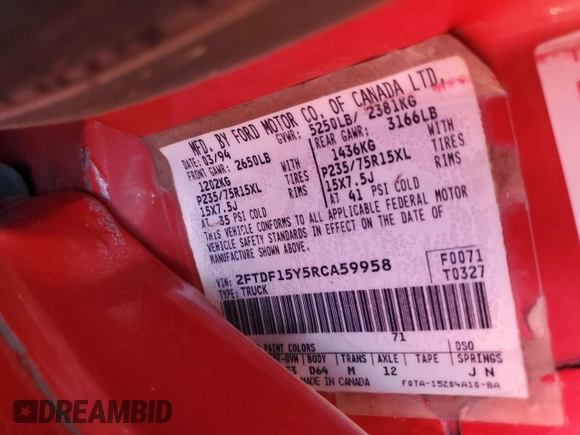 MFD. BY FORD MOTOR CO. OF CANADA LTD.
DATE: 03/94 GVWR: 5250LB/ 2381KG
FRONT GAWR: 2650LB REAR GAWR: 3166LB
1202KG WITH 1436KG WITH
P235/75R15XL TIRES P235/75R15XL TIRES
15X7.5J RIMS 15X7.5J RIMS
AT 35 PSI COLD AT 41 PSI COLD
THIS VEHICLE CONFORMS TO ALL APPLICABLE FEDERAL MOTOR
VEHICLE SAFETY STANDARDS IN EFFECT ON THE DATE OF
MANUFACTURE SHOWN ABOVE.
VIN: 2FTDF15Y5RCA59958 F0071
TYPE: TRUCK T0327
71
PAINT COLORS DSO
BODY TRANS AXLE TAPE SPRINGS
D64 M 12 J N
MADE IN CANADA F0TA-15204A10-BA
DREAMBID